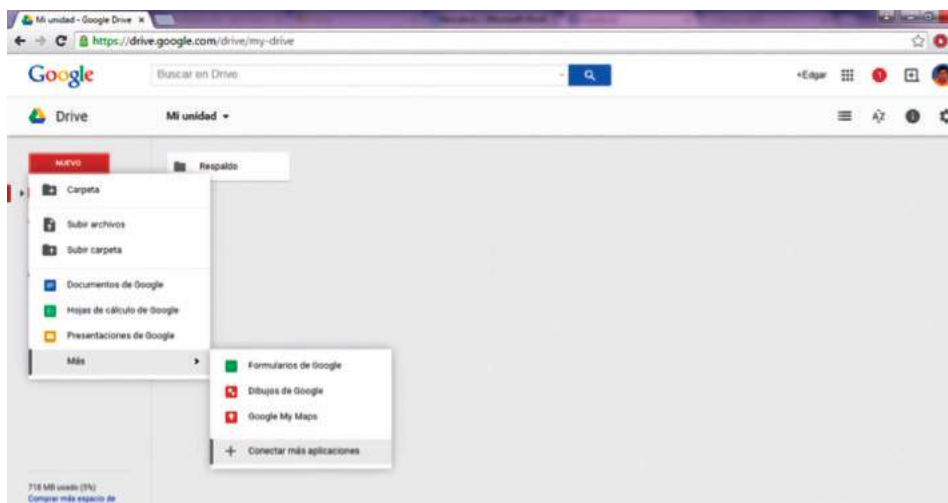 Mi unidad - Google Drive
https://drive.google.com/drive/my-drive
Google
Buscar en Drive
+Edgar
1
Drive
Mi unidad
AZ
NUEVO
Respaldo
Carpeta
Subir archivos
Subir carpeta
Documentos de Google
Hojas de cálculo de Google
Presentaciones de Google
Más
Formularios de Google
Dibujos de Google
Google My Maps
Conectar más aplicaciones
718 MB usado (5%)
Comprar más espacio de